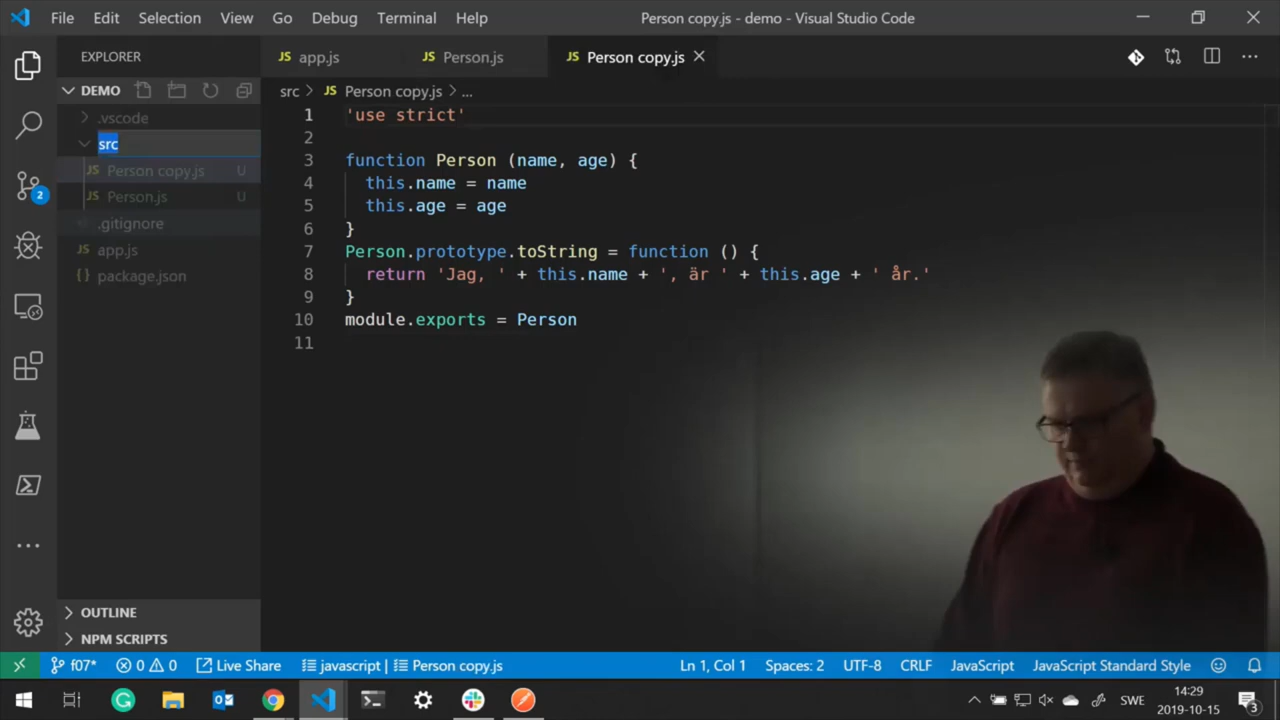 File Edit Selection View Go Debug Terminal Help Person copy.js - demo - Visual Studio Code
EXPLORER JS app.js JS Person.js JS Person copy.js
DEMO src > JS Person copy.js > ...
.vscode
src
JS Person copy.js U
JS Person.js U
.gitignore
JS app.js
{} package.json
1 'use strict'
2
3 function Person (name, age) {
4 this.name = name
5 this.age = age
6 }
7 Person.prototype.toString = function () {
8 return 'Jag, ' + this.name + ', är ' + this.age + ' år.'
9 }
10 module.exports = Person
11
2
OUTLINE
NPM SCRIPTS
f07* 0 0 Live Share javascript | Person copy.js Ln 1, Col 1 Spaces: 2 UTF-8 CRLF JavaScript JavaScript Standard Style
SWE 14:29
2019-10-15 3